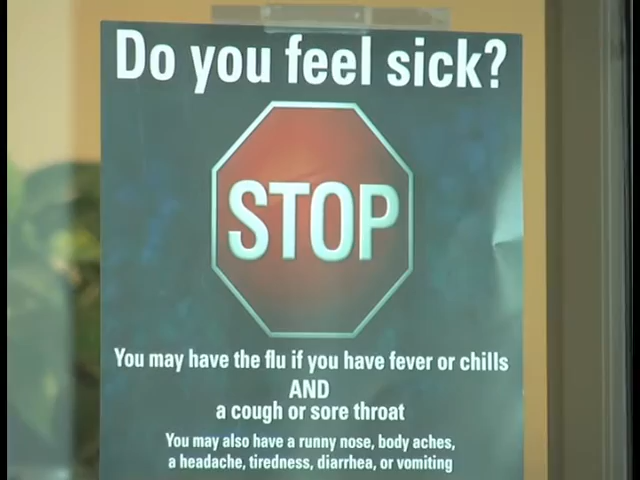 Do you feel sick?
STOP
You may have the flu if you have fever or chills
AND
a cough or sore throat
You may also have a runny nose, body aches,
a headache, tiredness, diarrhea, or vomiting